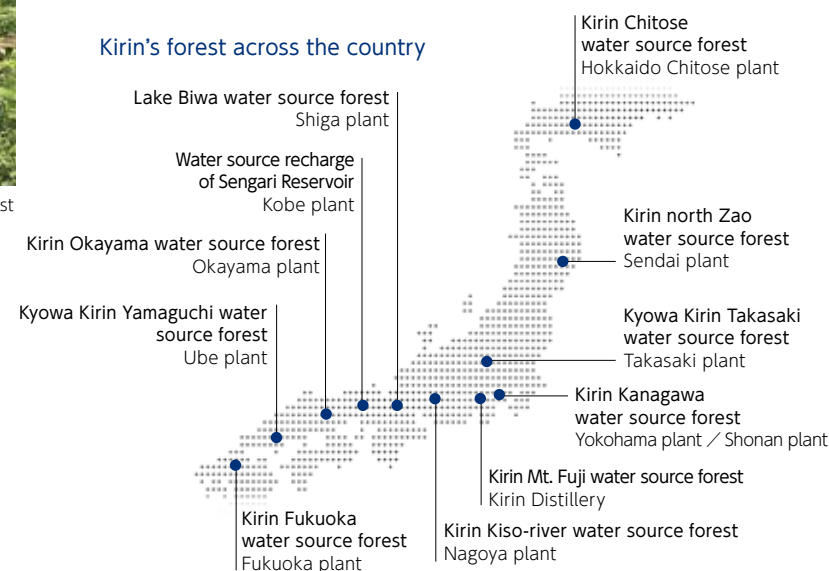 Kirin's forest across the country
Kirin Chitose
water source forest
Hokkaido Chitose plant
Lake Biwa water source forest
Shiga plant
Water source recharge
of Sengari Reservoir
Kobe plant
st
Kirin north Zao
water source forest
Sendai plant
Kirin Okayama water source forest
Okayama plant
Kyowa Kirin Yamaguchi water
source forest
Ube plant
Kyowa Kirin Takasaki
water source forest
Takasaki plant
Kirin Kanagawa
water source forest
Yokohama plant ／ Shonan plant
Kirin Mt. Fuji water source forest
Kirin Distillery
Kirin Kiso-river water source forest
Nagoya plant
Kirin Fukuoka
water source forest
Fukuoka plant